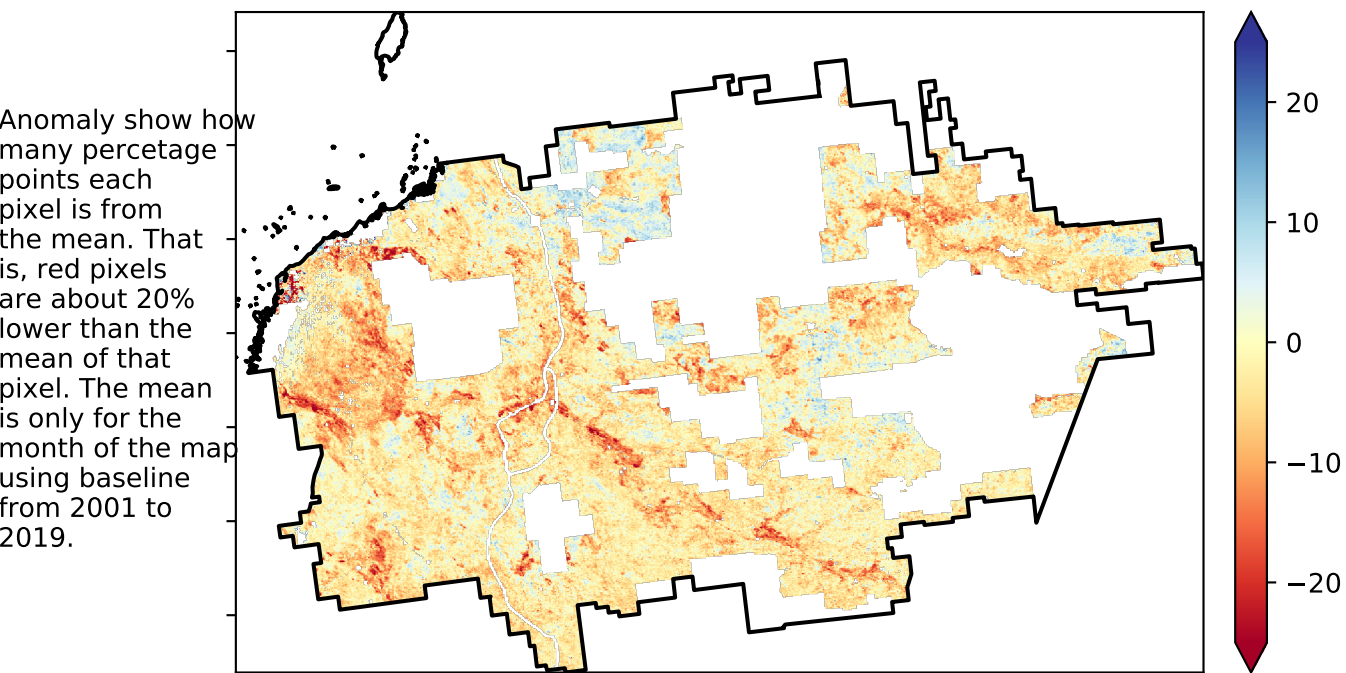 Anomaly show how
many percetage
points each
pixel is from
the mean. That
is, red pixels
are about 20%
lower than the
mean of that
pixel. The mean
is only for the
month of the map
using baseline
from 2001 to
2019.
20
10
0
−10
−20